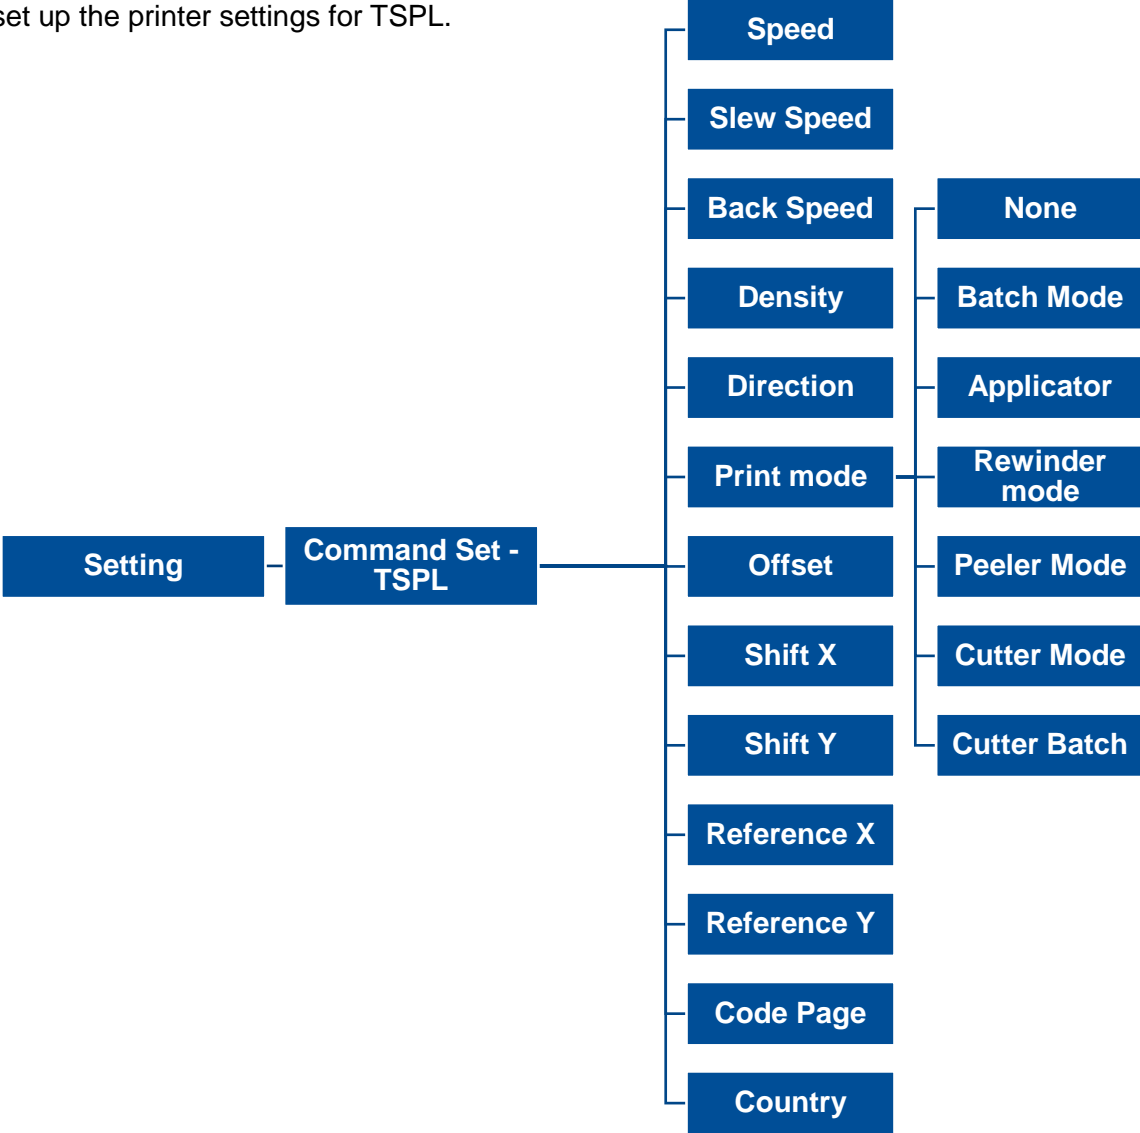 set up the printer settings for TSPL.
Speed
Slew Speed
Back Speed
None
Density
Batch Mode
Direction
Applicator
Print mode
Rewinder
mode
Setting
Command Set -
TSPL
Offset
Peeler Mode
Shift X
Cutter Mode
Shift Y
Cutter Batch
Reference X
Reference Y
Code Page
Country